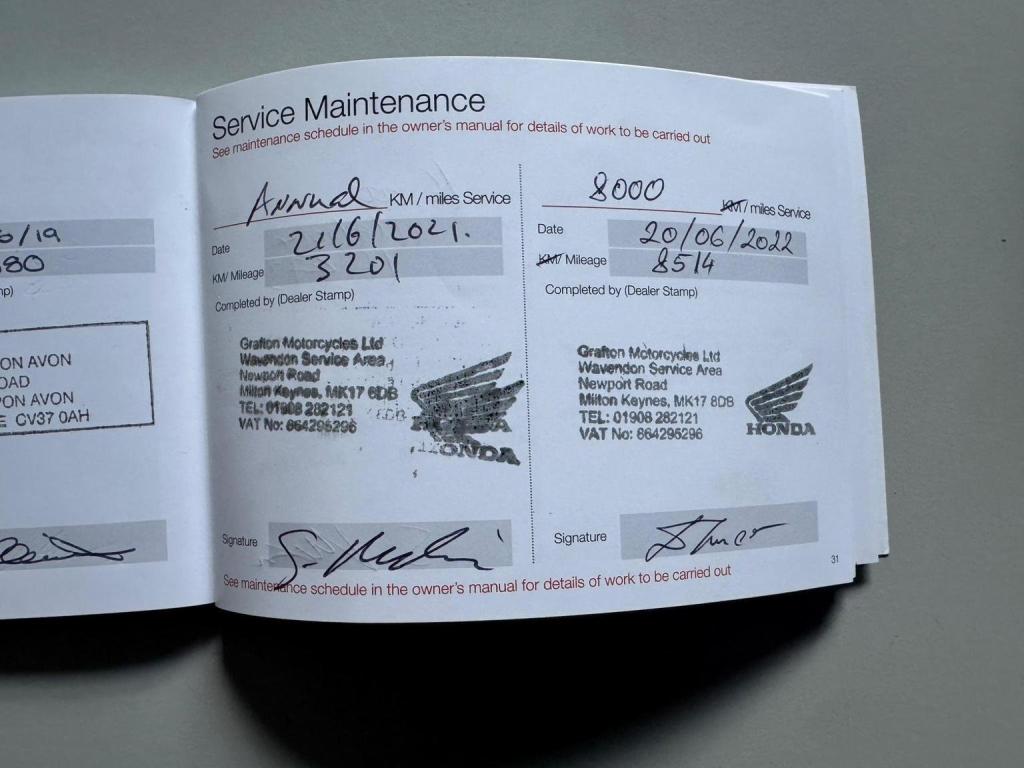 /19
80
ON AVON
OAD
PON AVON
E CV37 0AH
Service Maintenance
See maintenance schedule in the owner's manual for details of work to be carried out
Annual KM / miles Service
Date 21/6/2021.
KM/ Mileage 3201
Completed by (Dealer Stamp)
Grafton Motorcycles Ltd
Wavendon Service Area
Newport Road
Milton Keynes, MK17 8DB
TEL: 01908 282121
VAT No: 864295296
HONDA
Signature
8000 KM/ miles Service
Date 20/06/2022
KM/ Mileage 8514
Completed by (Dealer Stamp)
Grafton Motorcycles Ltd
Wavendon Service Area
Newport Road
Milton Keynes, MK17 8DB
TEL: 01908 282121
VAT No: 864295296
HONDA
Signature
See maintenance schedule in the owner's manual for details of work to be carried out
31